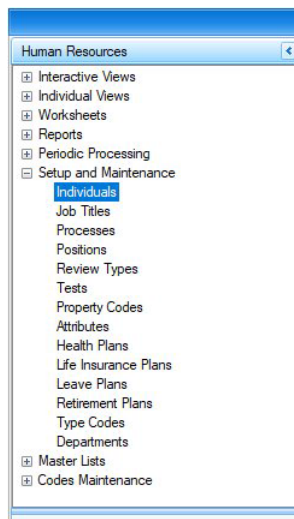 Human Resources
Interactive Views
Individual Views
Worksheets
Reports
Periodic Processing
Setup and Maintenance
Individuals
Job Titles
Processes
Positions
Review Types
Tests
Property Codes
Attributes
Health Plans
Life Insurance Plans
Leave Plans
Retirement Plans
Type Codes
Departments
Master Lists
Codes Maintenance